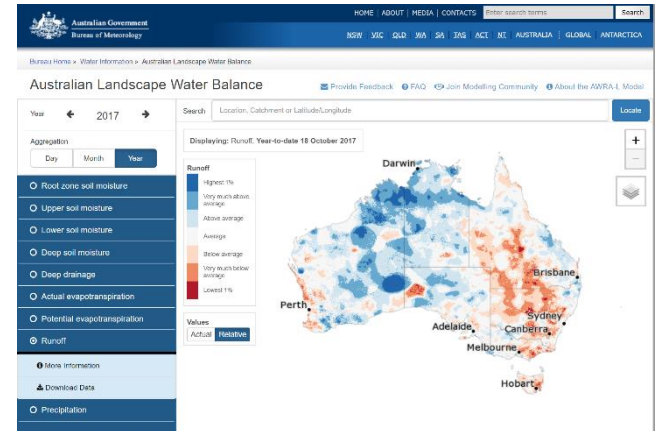 HOME | ABOUT | MEDIA | CONTACTS Enter search terms Search
Australian Government
Bureau of Meteorology
NSW VIC QLD WA SA TAS ACT NT AUSTRALIA GLOBAL ANTARCTICA
Bureau Home » Water Information » Australian Landscape Water Balance
Australian Landscape Water Balance
Provide Feedback FAQ Join Modelling Community About the AWRA-L Model
Year 2017
Search Location, Catchment or Latitude/Longitude Locate
Aggregation
Day Month Year
Displaying: Runoff. Year-to-date 18 October 2017
+
−
Root zone soil moisture
Upper soil moisture
Lower soil moisture
Deep soil moisture
Deep drainage
Actual evapotranspiration
Potential evapotranspiration
Runoff
More Information
Download Data
Precipitation
Runoff
Highest 1%
Very much above
average
Above average
Average
Below average
Very much below
average
Lowest 1%
Values
Actual Relative
Darwin
Brisbane
Perth
Sydney
Adelaide
Canberra
Melbourne
Hobart